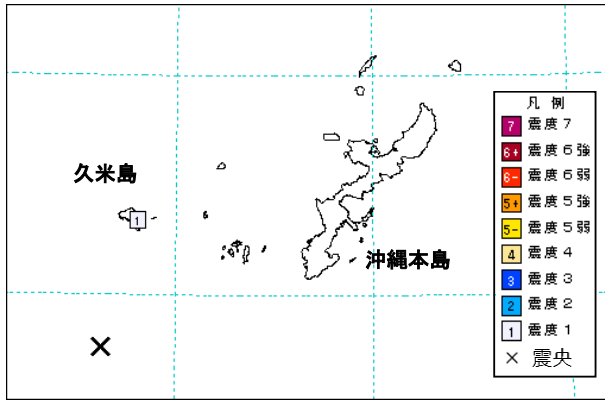 久米島
1
沖縄本島
凡例
7 震度7
6+ 震度6強
6- 震度6弱
5+ 震度5強
5- 震度5弱
4 震度4
3 震度3
2 震度2
1 震度1
× 震央
×